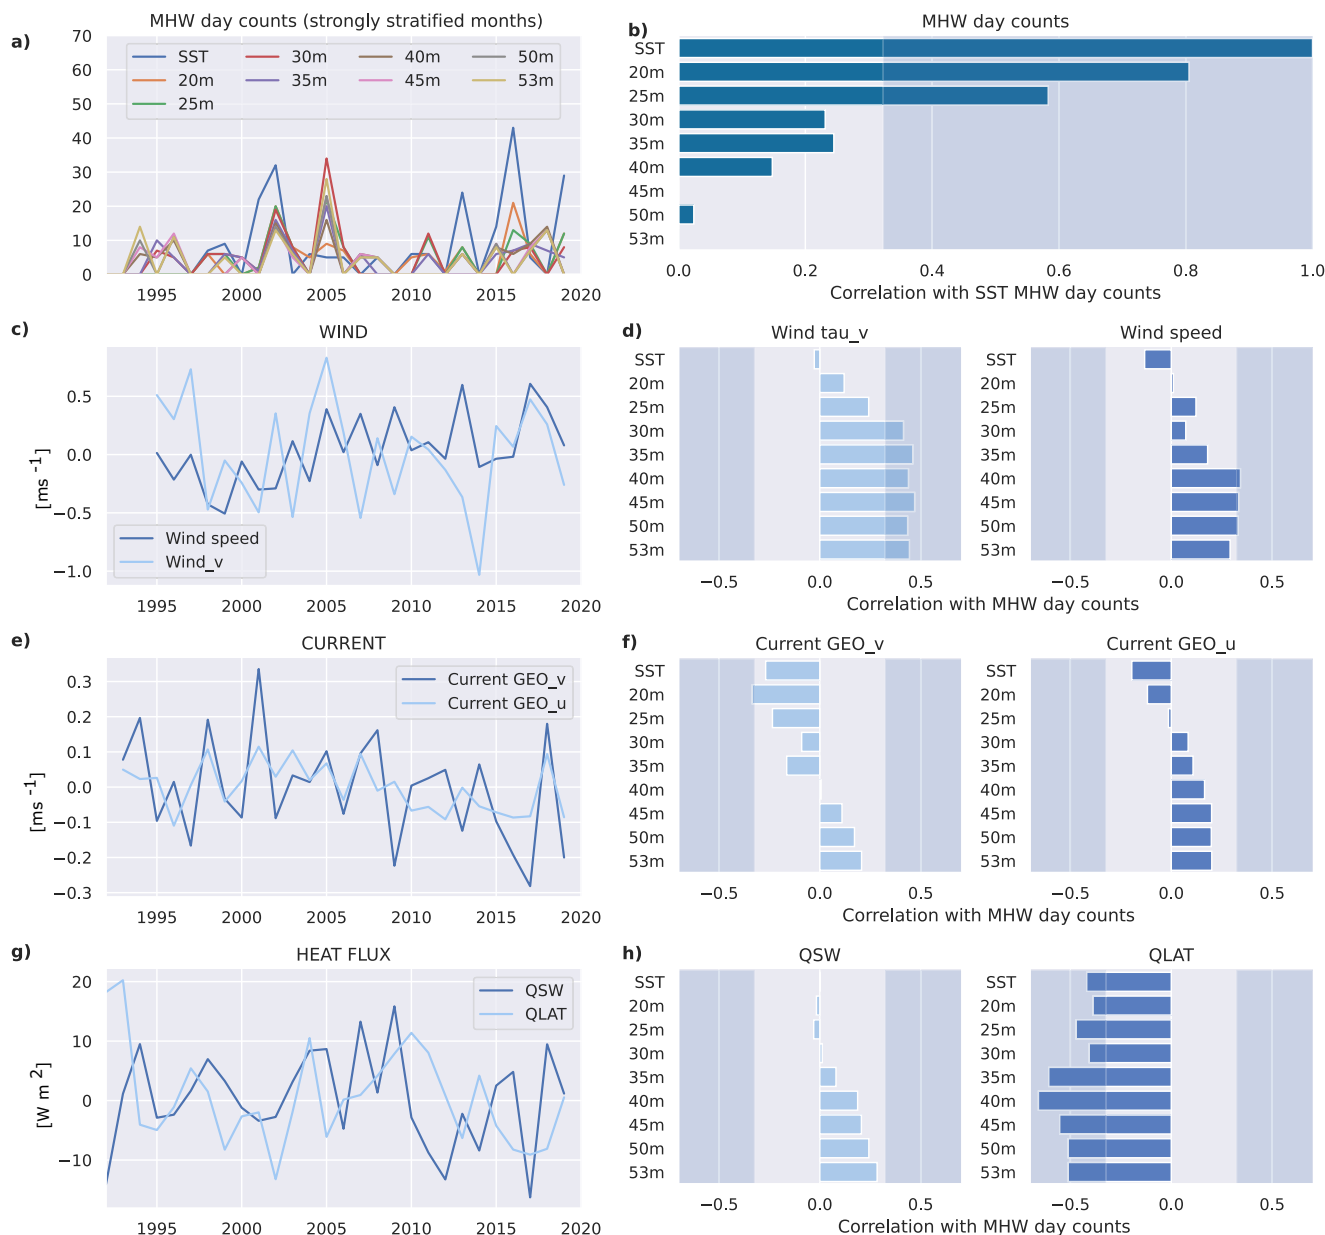 a)
MHW day counts (strongly stratified months)
SST
30m
40m
50m
20m
35m
45m
53m
25m
70
60
50
40
30
20
10
0
1995 2000 2005 2010 2015 2020
b)
MHW day counts
SST
20m
25m
30m
35m
40m
45m
50m
53m
0.0 0.2 0.4 0.6 0.8 1.0
Correlation with SST MHW day counts
c)
WIND
[ms -1]
0.5
0.0
−0.5
−1.0
Wind speed
Wind_v
1995 2000 2005 2010 2015 2020
d)
Wind tau_v
SST
20m
25m
30m
35m
40m
45m
50m
53m
−0.5 0.0 0.5
Wind speed
SST
20m
25m
30m
35m
40m
45m
50m
53m
−0.5 0.0 0.5
Correlation with MHW day counts
e)
CURRENT
[ms -1]
0.3
0.2
0.1
0.0
−0.1
−0.2
−0.3
Current GEO_v
Current GEO_u
1995 2000 2005 2010 2015 2020
f)
Current GEO_v
SST
20m
25m
30m
35m
40m
45m
50m
53m
−0.5 0.0 0.5
Current GEO_u
SST
20m
25m
30m
35m
40m
45m
50m
53m
−0.5 0.0 0.5
Correlation with MHW day counts
g)
HEAT FLUX
[W m 2]
20
10
0
−10
QSW
QLAT
1995 2000 2005 2010 2015 2020
h)
QSW
SST
20m
25m
30m
35m
40m
45m
50m
53m
−0.5 0.0 0.5
QLAT
SST
20m
25m
30m
35m
40m
45m
50m
53m
−0.5 0.0 0.5
Correlation with MHW day counts